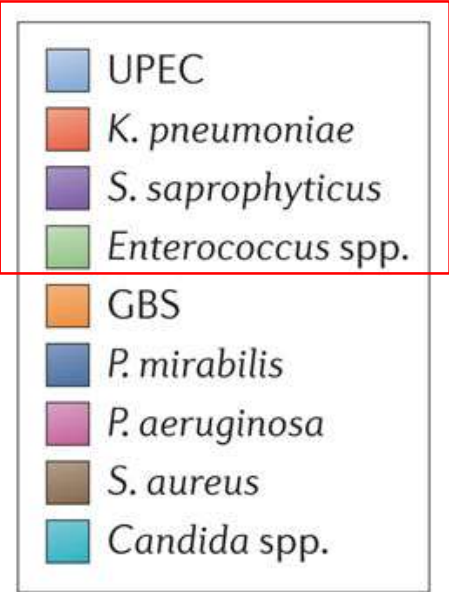 UPEC
K. pneumoniae
S. saprophyticus
Enterococcus spp.
GBS
P. mirabilis
P. aeruginosa
S. aureus
Candida spp.